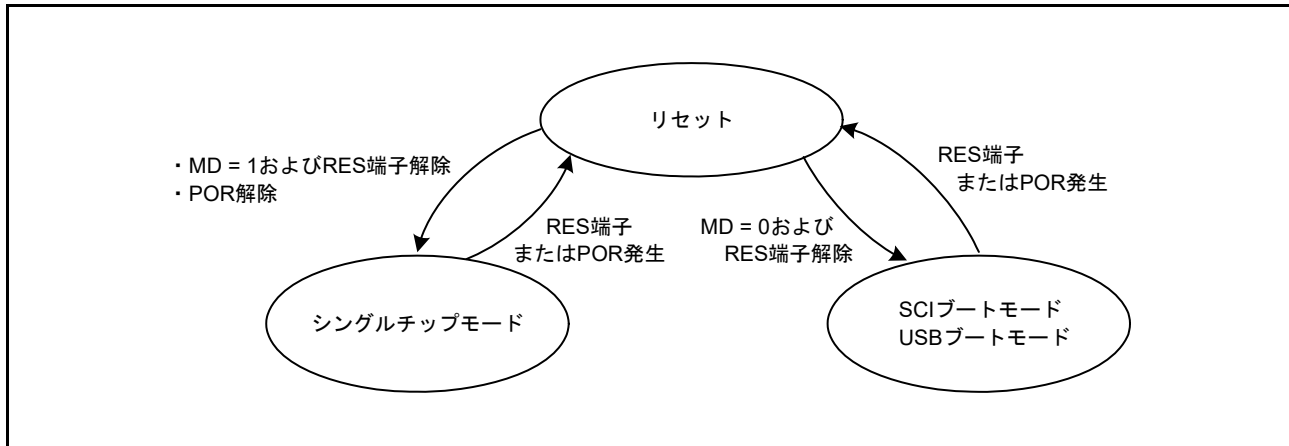 リセット
・MD = 1およびRES端子解除
・POR解除
RES端子
またはPOR発生
MD = 0および
RES端子解除
RES端子
またはPOR発生
シングルチップモード
SCIブートモード
USBブートモード